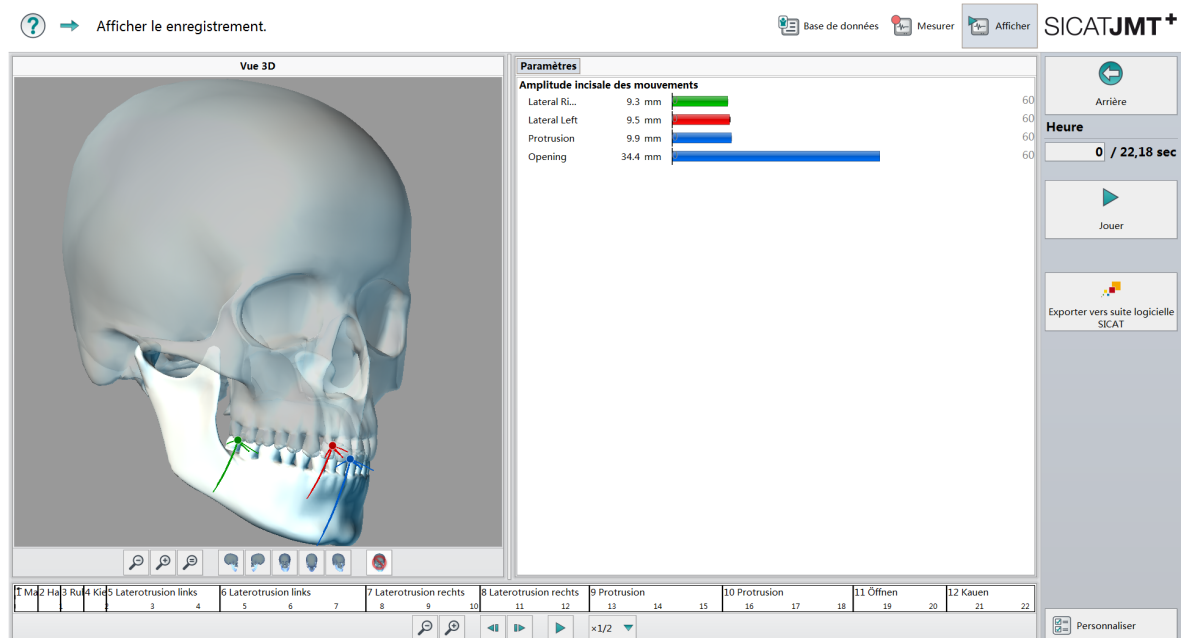 ?
Afficher le enregistrement.
Base de données
Mesurer
Afficher
SICATJMT+
Vue 3D
Paramètres
Amplitude incisale des mouvements
Lateral Ri... 9.3 mm 60
Lateral Left 9.5 mm 60
Protrusion 9.9 mm 60
Opening 34.4 mm 60
Arrière
Heure
0 / 22,18 sec
Jouer
Exporter vers suite logicielle
SICAT
1 Ma 2 Ha 3 Ru 4 Kie 5 Laterotrusion links 6 Laterotrusion links 7 Laterotrusion rechts 8 Laterotrusion rechts 9 Protrusion 10 Protrusion 11 Öffnen 12 Kauen
1 2 3 4 5 6 7 8 9 10 11 12 13 14 15 16 17 18 19 20 21 22
×1/2
Personnaliser